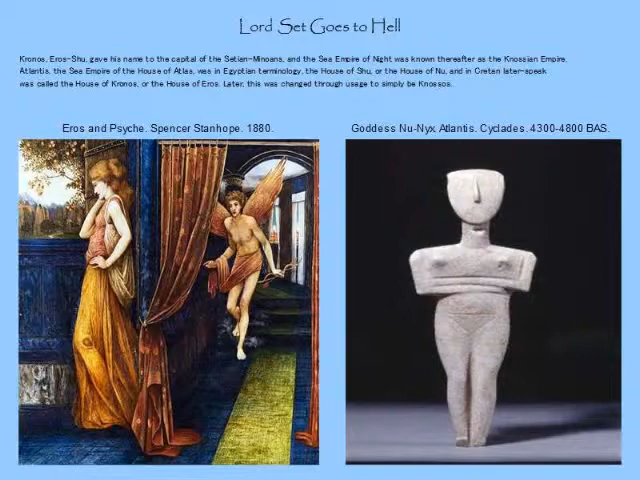 Lord Set Goes to Hell
Kronos, Eros-Shu, gave his name to the capital of the Setian-Minoans, and the Sea Empire of Night was known thereafter as the Knossian Empire.
Atlantis, the Sea Empire of the House of Atlas, was in Egyptian terminology, the House of Shu, or the House of Nu, and in Cretan later-speak
was called the House of Kronos, or the House of Eros. Later, this was changed through usage to simply be Knossos.
Eros and Psyche. Spencer Stanhope. 1880.
Goddess Nu-Nyx. Atlantis. Cyclades. 4300-4800 BAS.